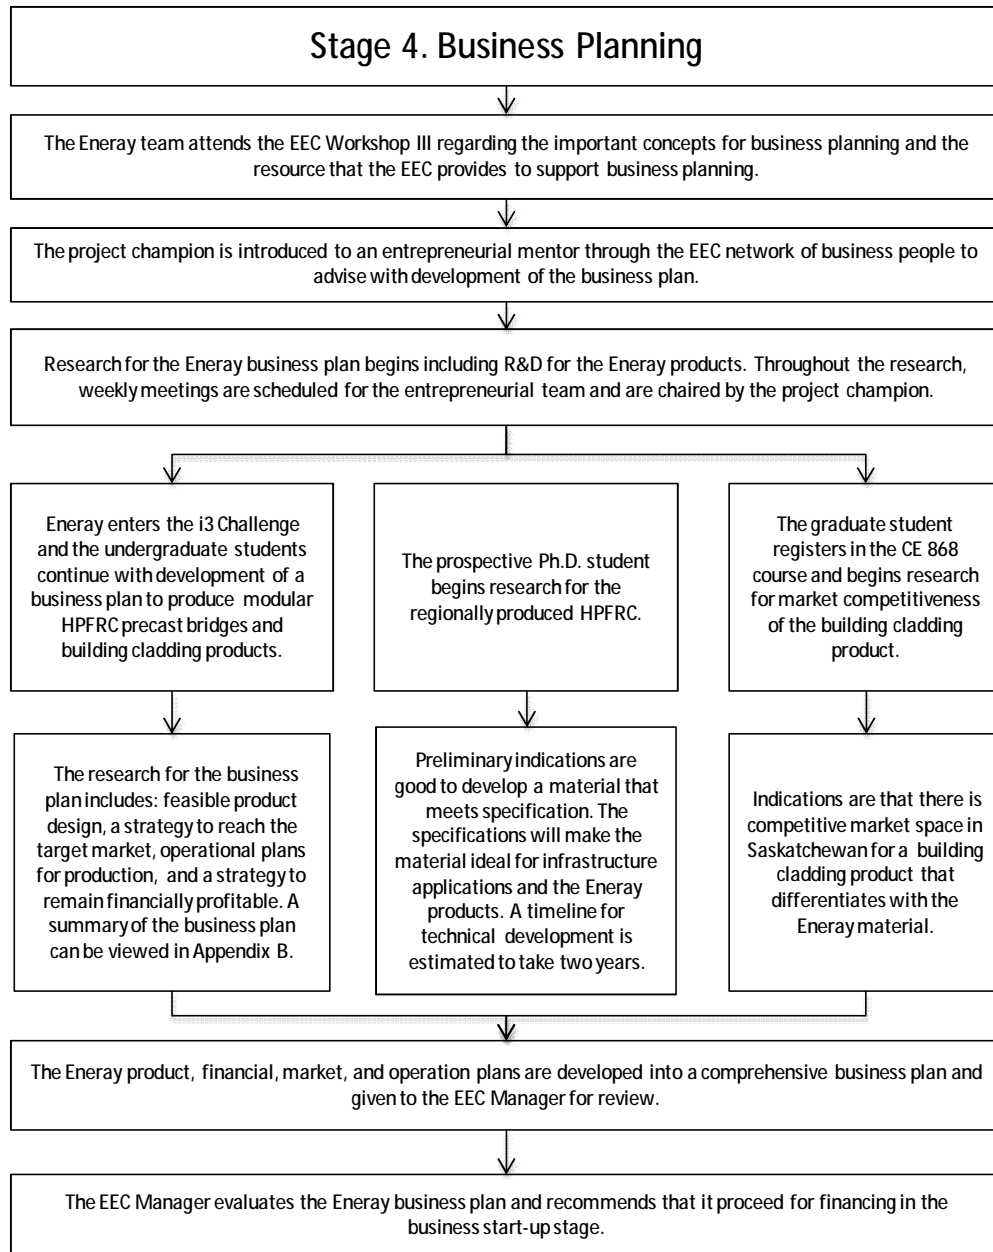 Stage 4. Business Planning
The Eneray team attends the EEC Workshop III regarding the important concepts for business planning and the
resource that the EEC provides to support business planning.
The project champion is introduced to an entrepreneurial mentor through the EEC network of business people to
advise with development of the business plan.
Research for the Eneray business plan begins including R&D for the Eneray products. Throughout the research,
weekly meetings are scheduled for the entrepreneurial team and are chaired by the project champion.
Eneray enters the i3 Challenge
and the undergraduate students
continue with development of a
business plan to produce modular
HPFRC precast bridges and
building cladding products.
The prospective Ph.D. student
begins research for the
regionally produced HPFRC.
The graduate student
registers in the CE 868
course and begins research
for market competitiveness
of the building cladding
product.
The research for the business
plan includes: feasible product
design, a strategy to reach the
target market, operational plans
for production, and a strategy to
remain financially profitable. A
summary of the business plan
can be viewed in Appendix B.
Preliminary indications are
good to develop a material that
meets specification. The
specifications will make the
material ideal for infrastructure
applications and the Eneray
products. A timeline for
technical development is
estimated to take two years.
Indications are that there is
competitive market space in
Saskatchewan for a building
cladding product that
differentiates with the
Eneray material.
The Eneray product, financial, market, and operation plans are developed into a comprehensive business plan and
given to the EEC Manager for review.
The EEC Manager evaluates the Eneray business plan and recommends that it proceed for financing in the
business start-up stage.